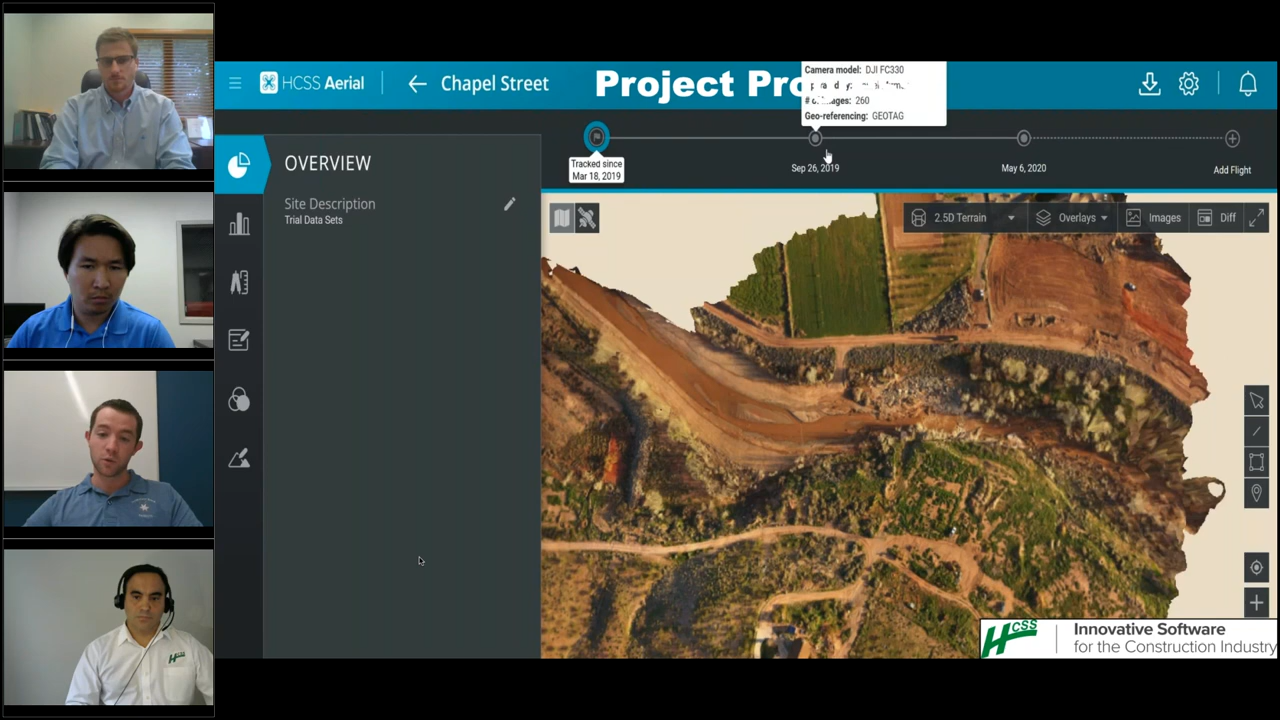 HCSS Aerial
Chapel Street
Project Pro
Camera model: DJI FC330
images: 260
Geo-referencing: GEOTAG
Tracked since
Mar 18, 2019
Sep 26, 2019
May 6, 2020
Add Flight
OVERVIEW
Site Description
Trial Data Sets
2.5D Terrain
Overlays
Images
Diff
HCSS
HCSS
Innovative Software
for the Construction Industry